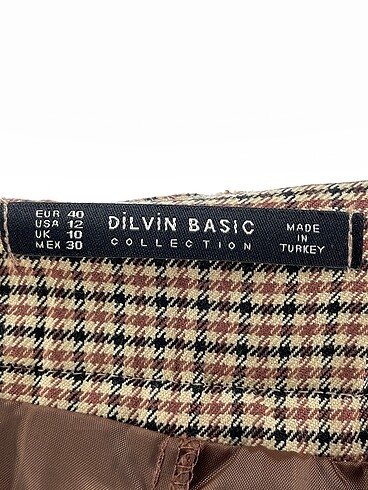 EUR 40
USA 12
UK 10
MEX 30
DİLVİN BASIC
COLLECTION
MADE
IN
TURKEY